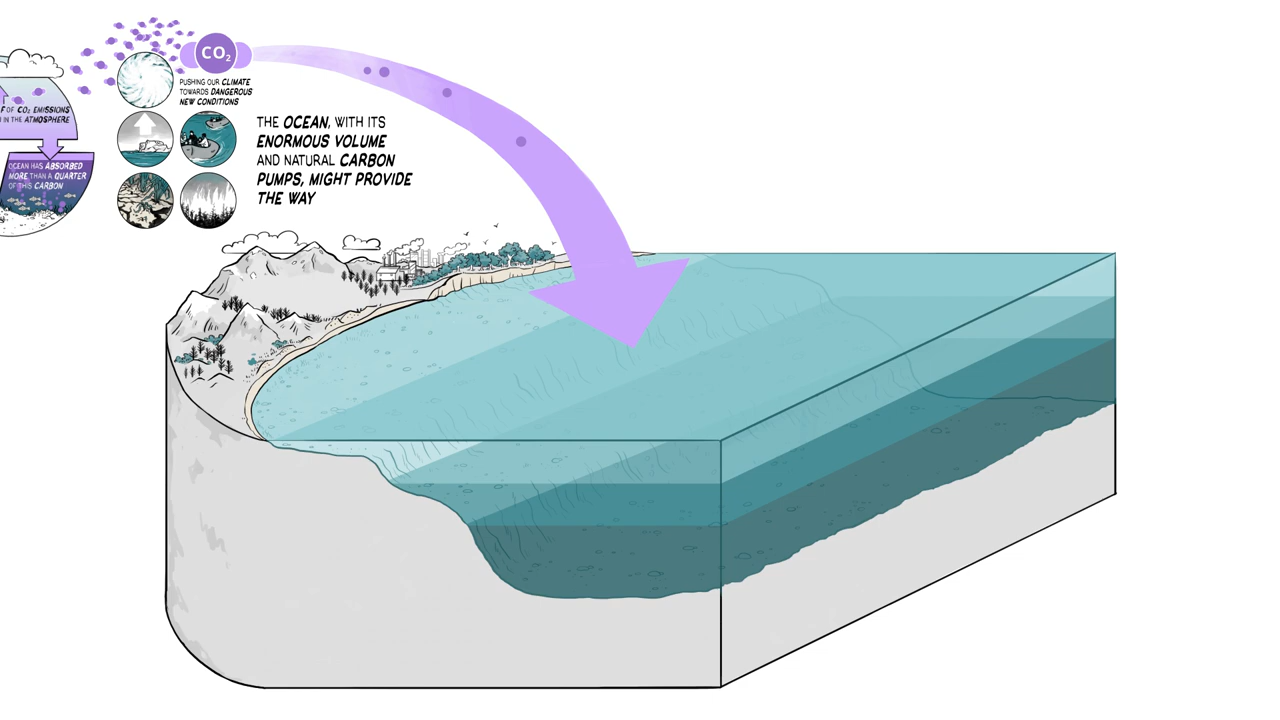 CO2
PUSHING OUR CLIMATE
TOWARDS DANGEROUS
NEW CONDITIONS
OF CO2 EMISSIONS
IN THE ATMOSPHERE
OCEAN HAS ABSORBED
MORE THAN A QUARTER
OF THIS CARBON
THE OCEAN, WITH ITS
ENORMOUS VOLUME
AND NATURAL CARBON
PUMPS, MIGHT PROVIDE
THE WAY